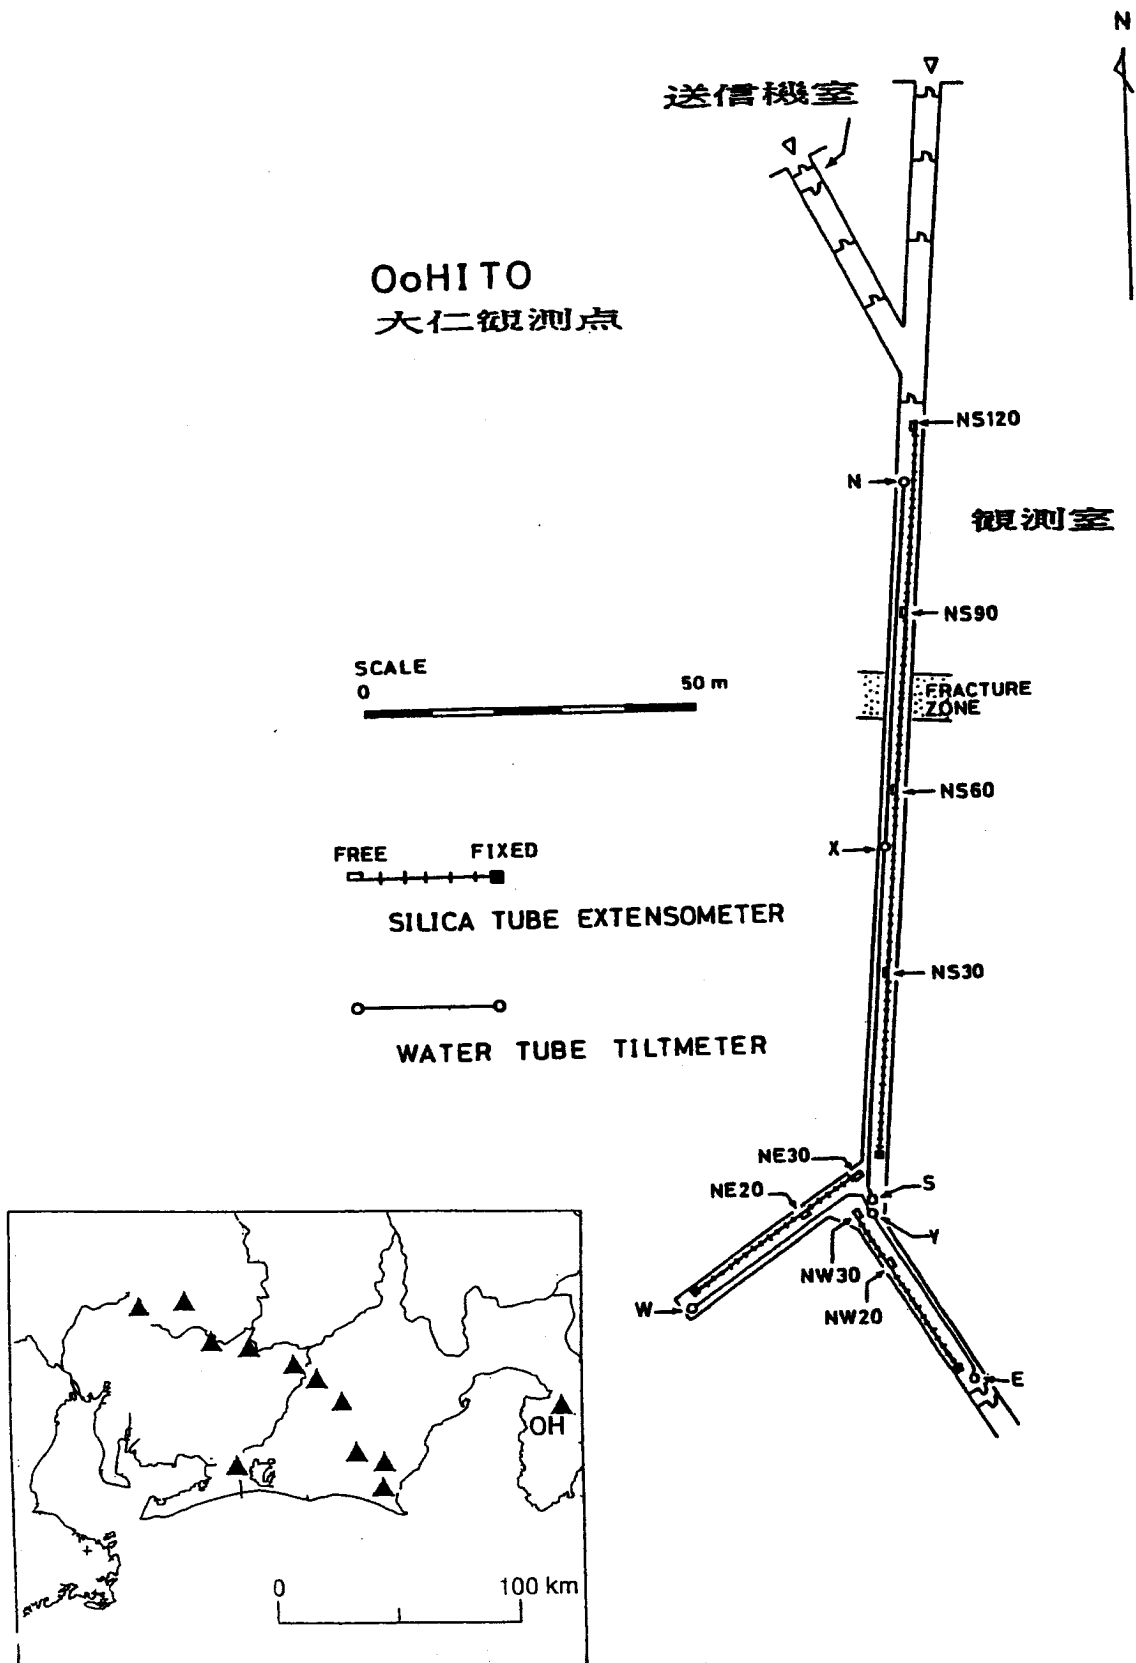 N
送信機室
OoHITO
大仁観測点
NS120
N
観測室
NS90
SCALE
0 50 m
FRACTURE
ZONE
NS60
X
FREE FIXED
SILICA TUBE EXTENSOMETER
NS30
WATER TUBE TILTMETER
NE30
NE20
S
Y
NW30
NW20
W
E
OH
0 100 km